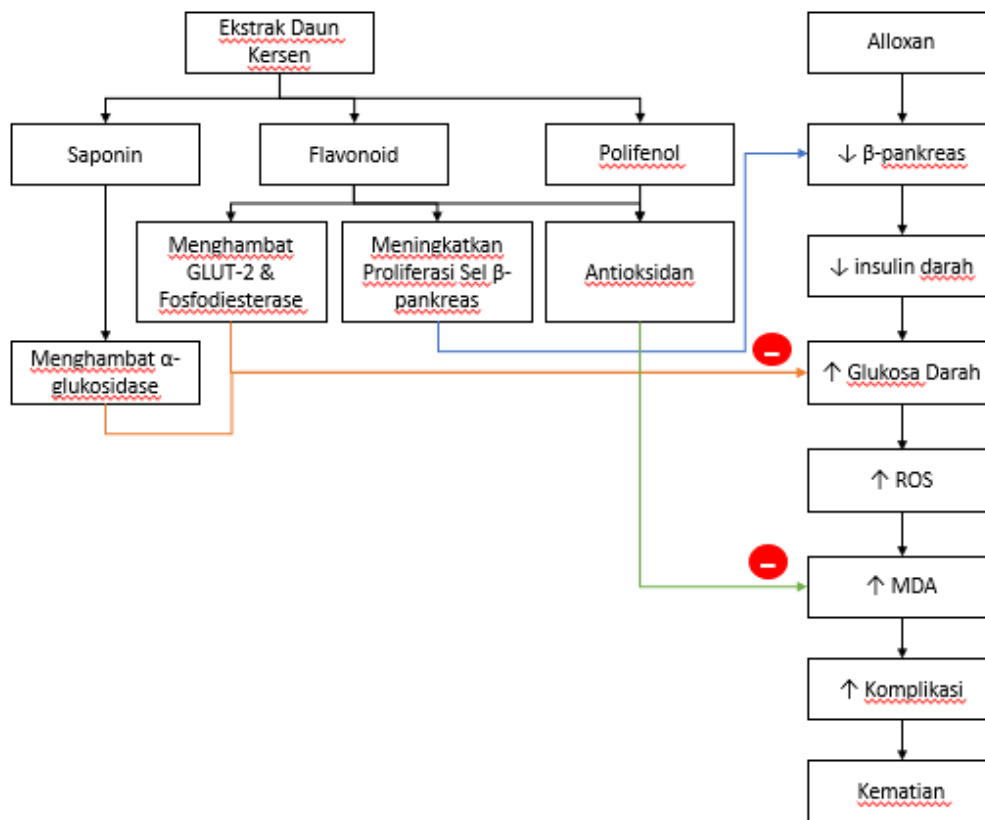 Ekstrak Daun
Kersen
Alloxan
Saponin
Flavonoid
Polifenol
↓ β-pankreas
Menghambat
GLUT-2 &
Fosfodiesterase
Meningkatkan
Proliferasi Sel β-
pankreas
Antioksidan
↓ insulin darah
Menghambat α-
glukosidase
–
↑ Glukosa Darah
↑ ROS
–
↑ MDA
↑ Komplikasi
Kematian